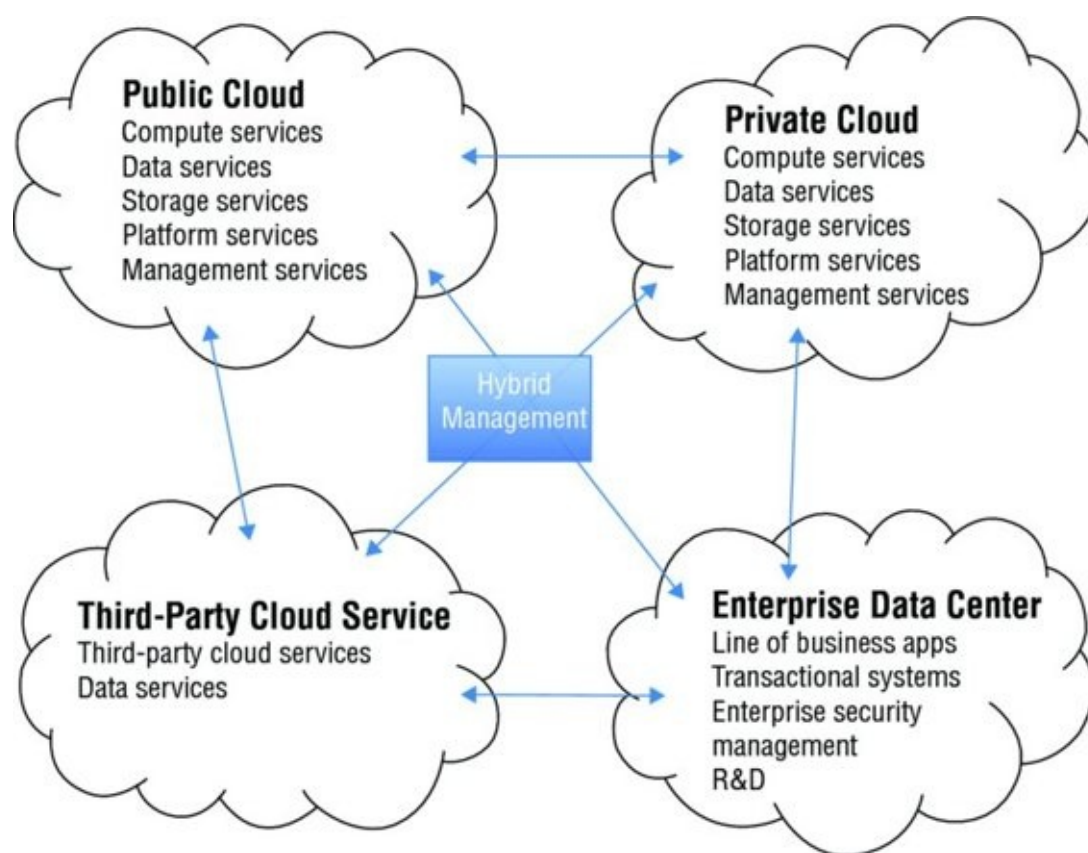 Public Cloud
Compute services
Data services
Storage services
Platform services
Management services
Private Cloud
Compute services
Data services
Storage services
Platform services
Management services
Hybrid
Management
Third-Party Cloud Service
Third-party cloud services
Data services
Enterprise Data Center
Line of business apps
Transactional systems
Enterprise security
management
R&D